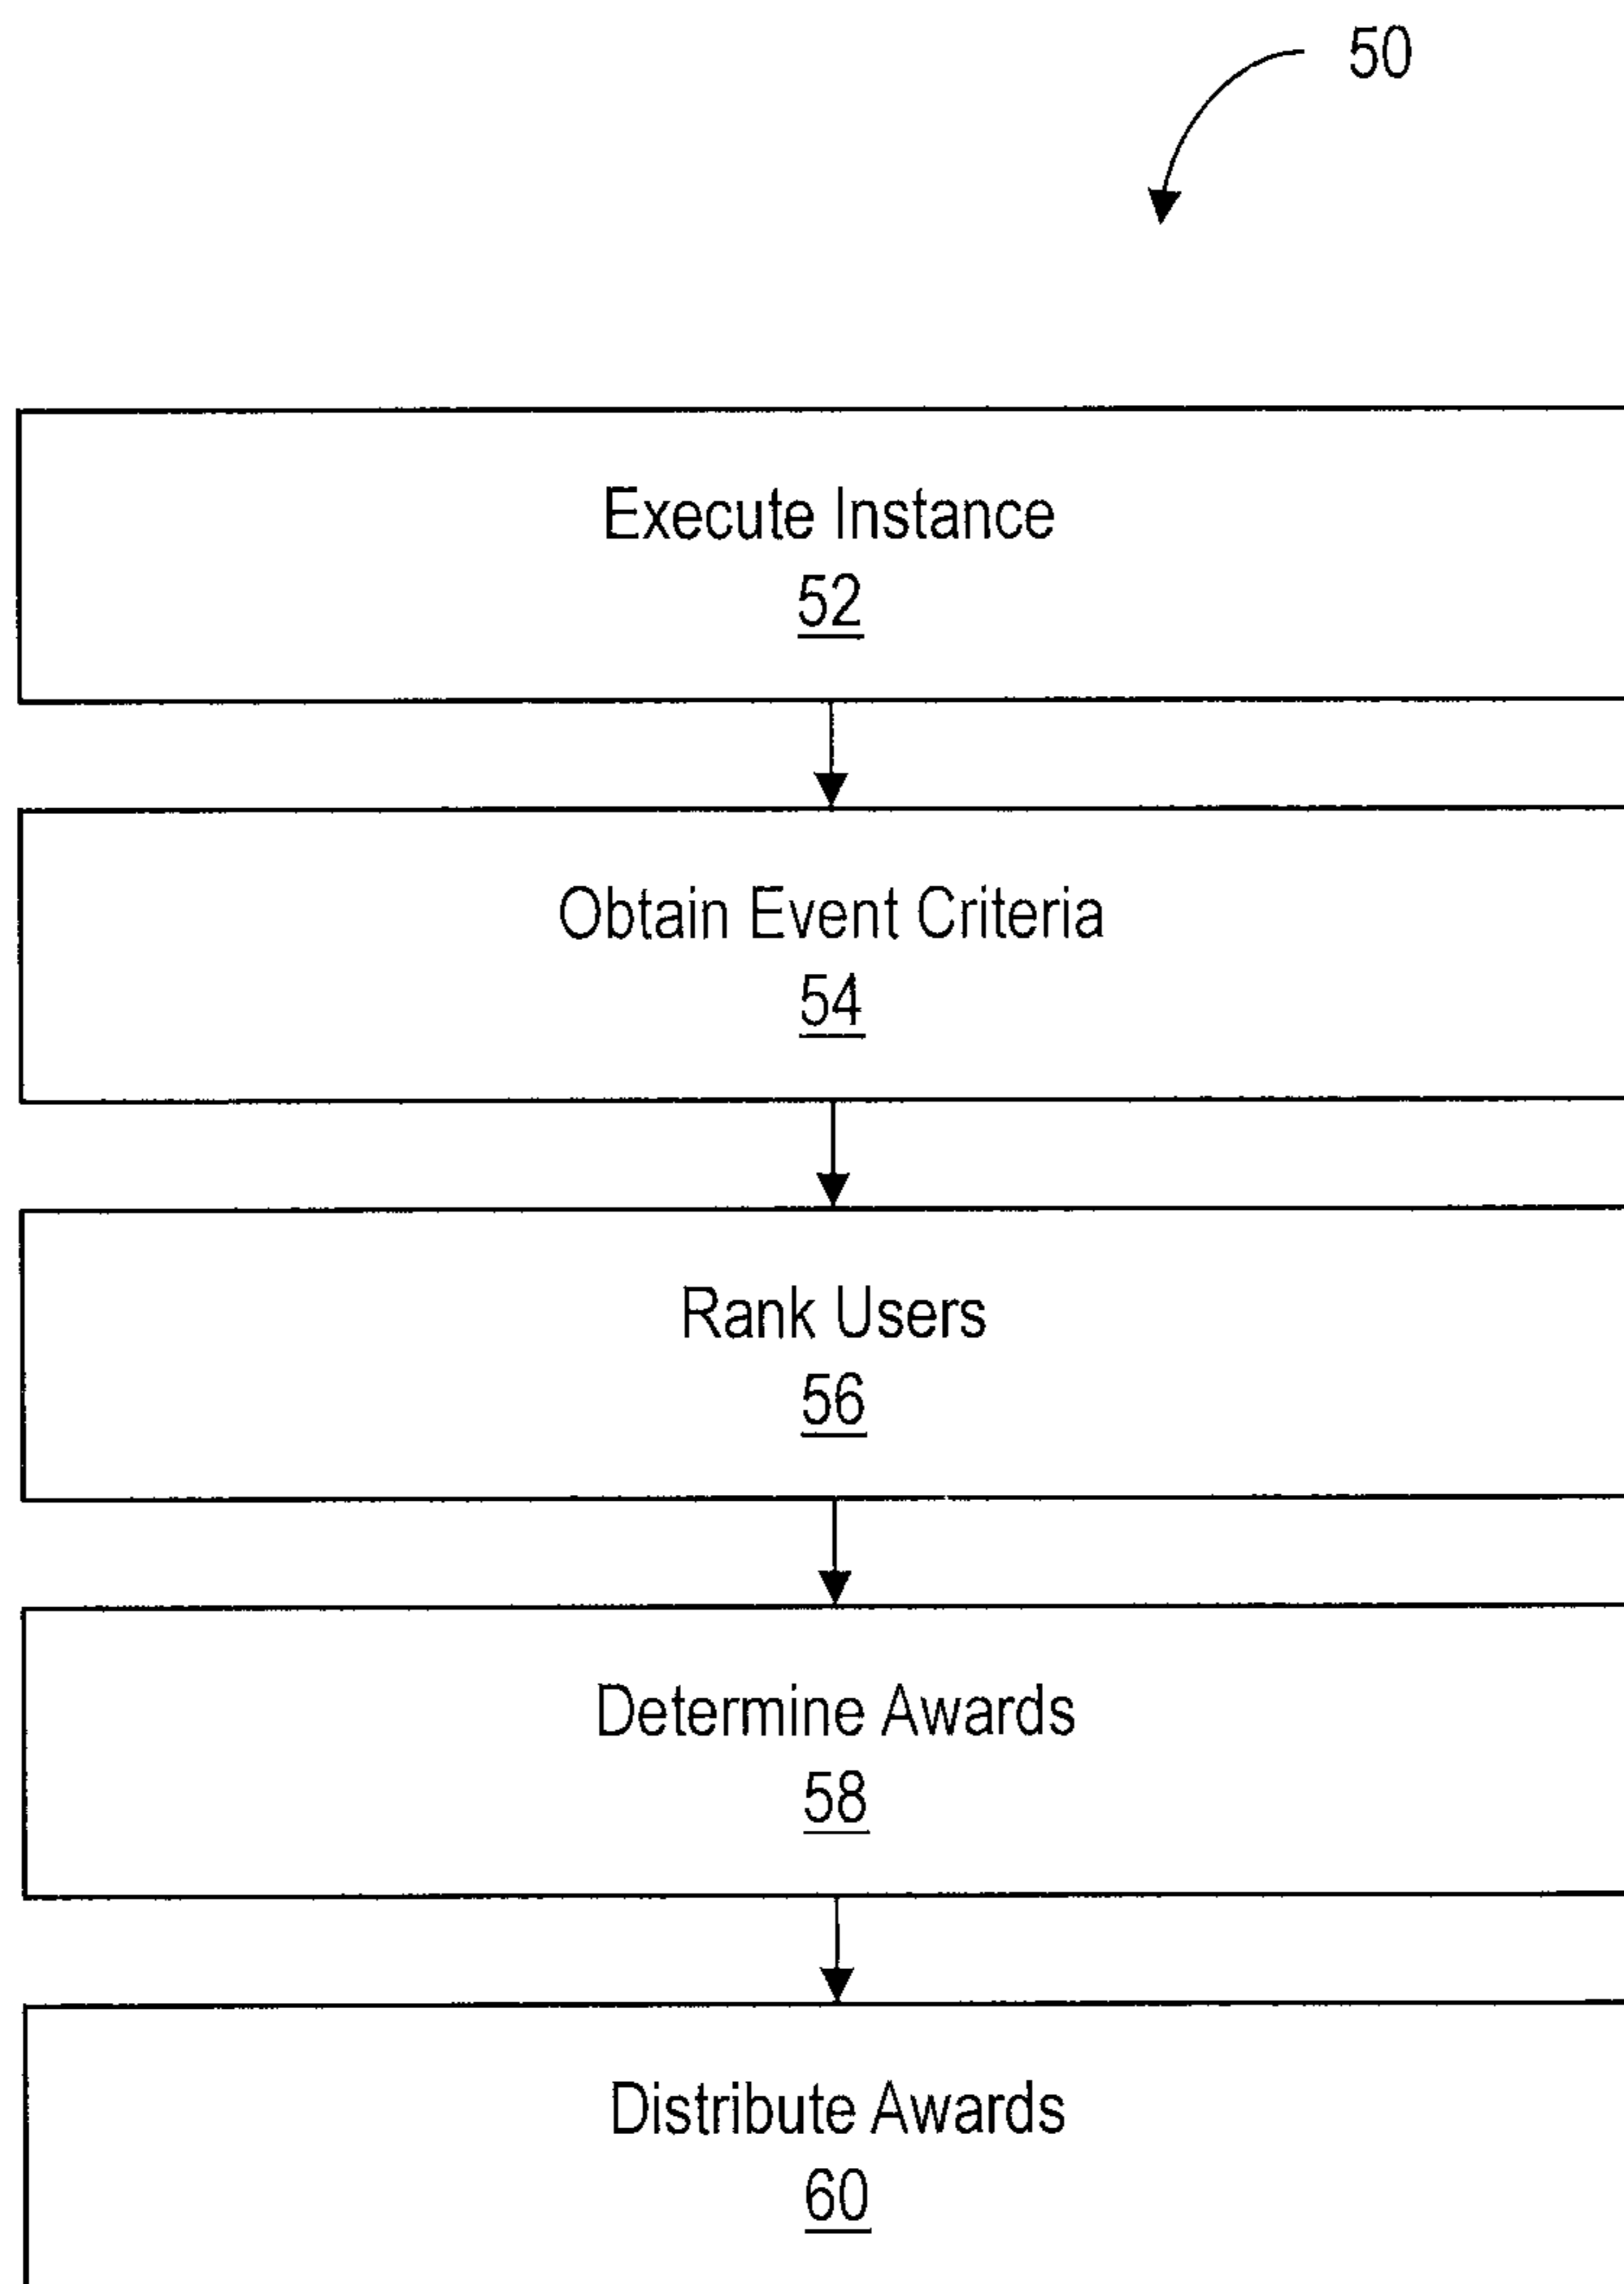 50
Execute Instance
52
Obtain Event Criteria
54
Rank Users
56
Determine Awards
58
Distribute Awards
60